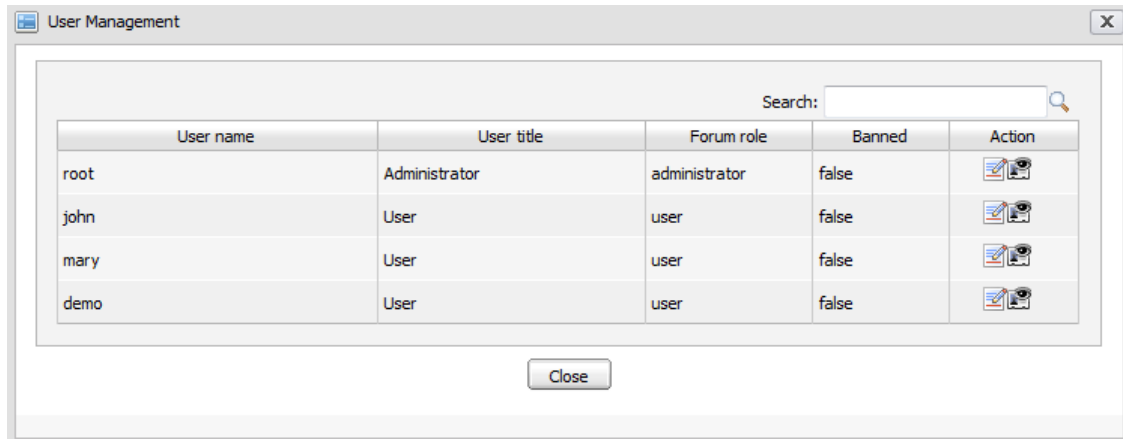 User Management
X
Search:
User name User title Forum role Banned Action
root Administrator administrator false
john User user false
mary User user false
demo User user false
Close